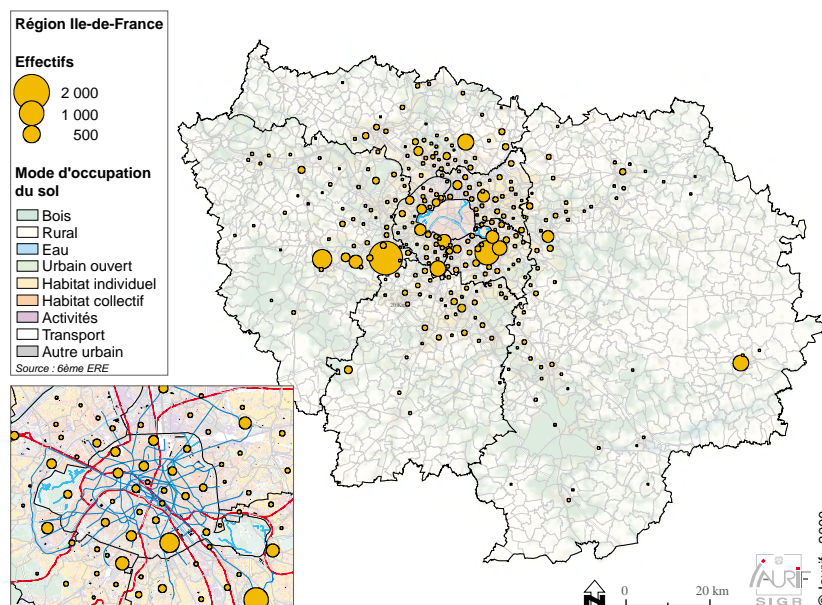 Région Ile-de-France
Effectifs
2 000
1 000
500
Mode d'occupation
du sol
Bois
Rural
Eau
Urbain ouvert
Habitat individuel
Habitat collectif
Activités
Transport
Autre urbain
Source : 6ème ERE
N
0 20 km
IAURIF
SIGR